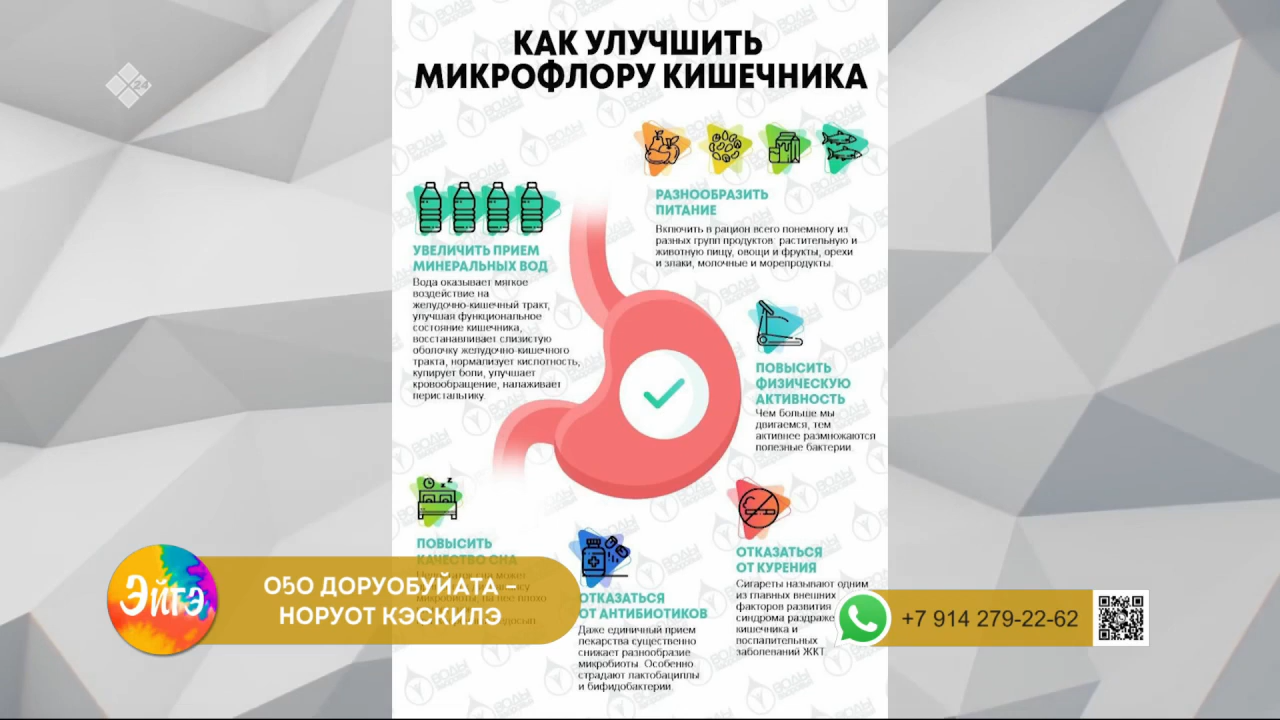 КАК УЛУЧШИТЬ
МИКРОФЛОРУ КИШЕЧНИКА
24
РАЗНООБРАЗИТЬ
ПИТАНИЕ
Включить в рацион всего понемногу из
разных групп продуктов: растительную и
животную пищу, овощи и фрукты, орехи
и злаки, молочные и морепродукты.
УВЕЛИЧИТЬ ПРИЕМ
МИНЕРАЛЬНЫХ ВОД
Вода оказывает мягкое
воздействие на
желудочно-кишечный тракт,
улучшая функциональное
состояние кишечника,
восстанавливает слизистую
оболочку желудочно-кишечного
тракта, нормализует кислотность,
купирует боли, улучшает
кровообращение, налаживает
перистальтику.
ПОВЫСИТЬ
ФИЗИЧЕСКУЮ
АКТИВНОСТЬ
Чем больше мы
двигаемся, тем
активнее размножаются
полезные бактерии
z z
ПОВЫСИТЬ
КАЧЕСТВО СНА
ОТКАЗАТЬСЯ
ОТ АНТИБИОТИКОВ
Даже единичный прием
лекарства существенно
снижает разнообразие
микробиоты. Особенно
страдают лактобациллы
и бифидобактерии.
ОТКАЗАТЬСЯ
ОТ КУРЕНИЯ
Сигареты называют одним
из главных внешних
факторов развития
синдрома раздраже
кишечника и
воспалительных
заболеваний ЖКТ.
Эйгэ
ОҔО ДОРУОБУЙАТА –
НОРУОТ КЭСКИЛЭ
+7 914 279-22-62